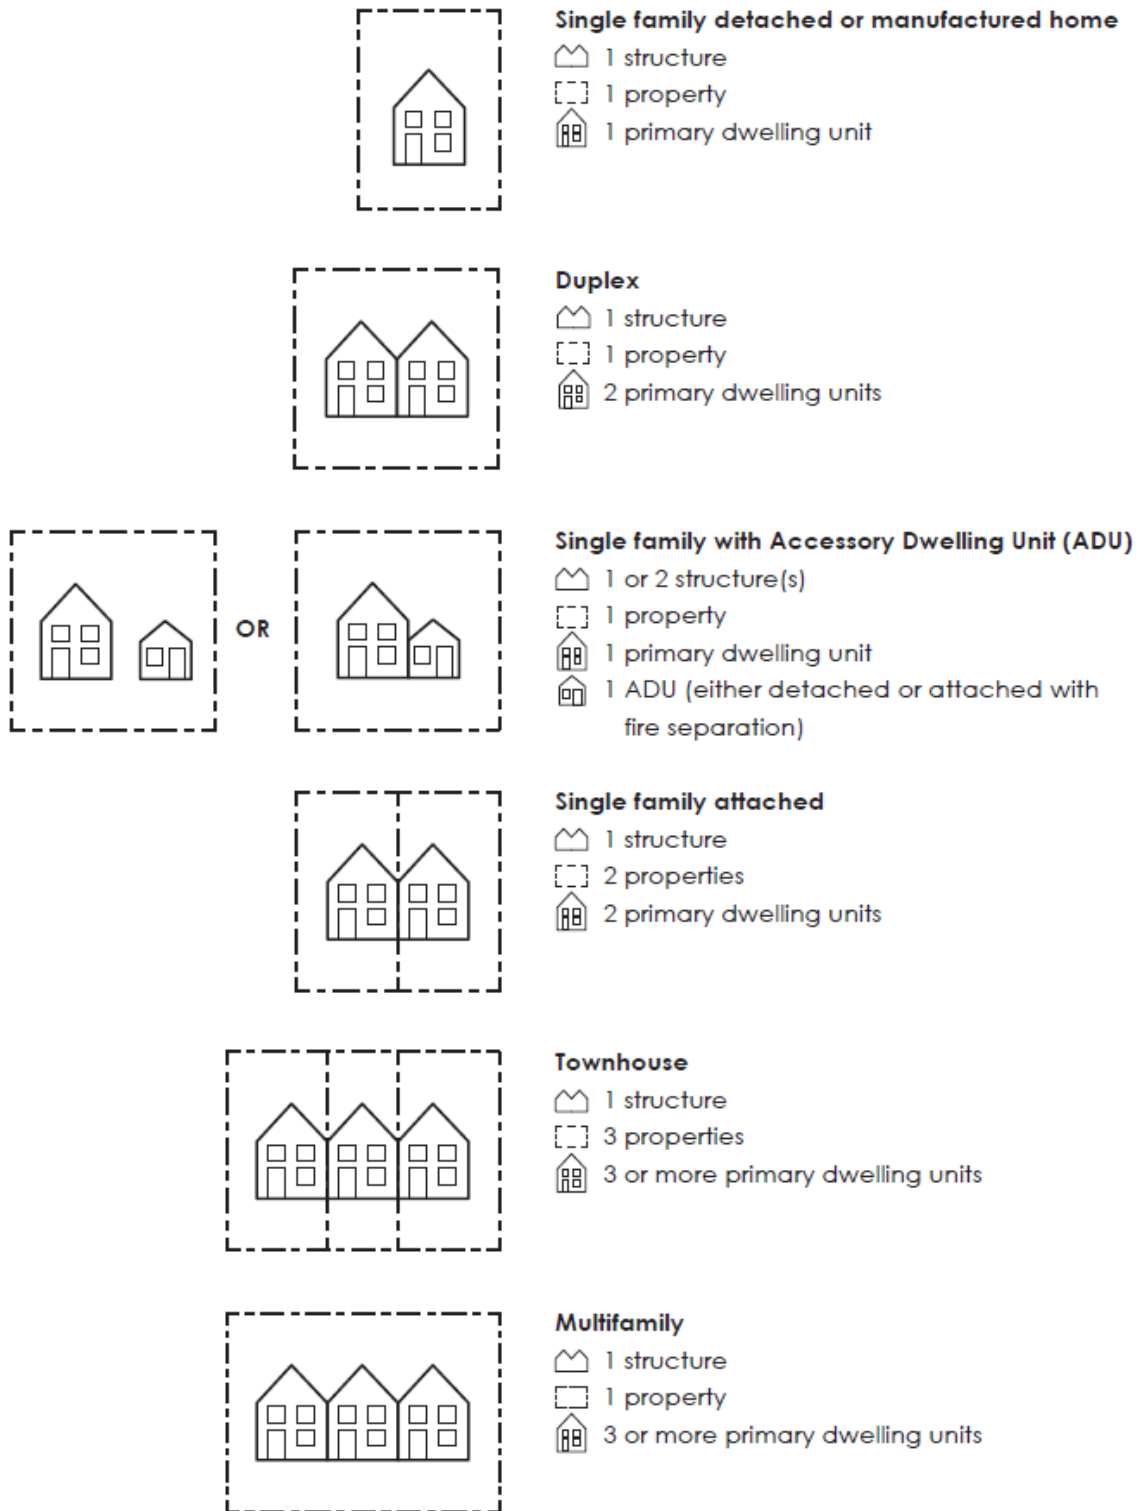 Single family detached or manufactured home
1 structure
1 property
1 primary dwelling unit
Duplex
1 structure
1 property
2 primary dwelling units
OR
Single family with Accessory Dwelling Unit (ADU)
1 or 2 structure(s)
1 property
1 primary dwelling unit
1 ADU (either detached or attached with
fire separation)
Single family attached
1 structure
2 properties
2 primary dwelling units
Townhouse
1 structure
3 properties
3 or more primary dwelling units
Multifamily
1 structure
1 property
3 or more primary dwelling units